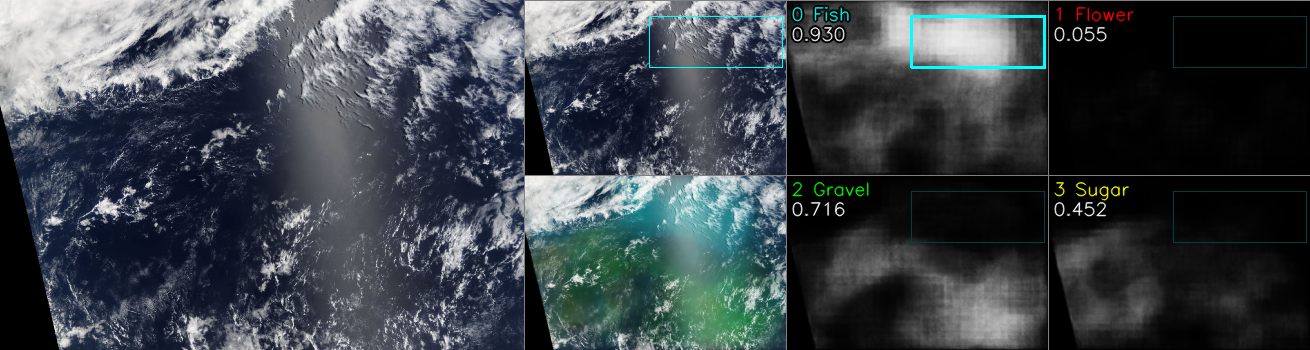 0 Fish
0.930
1 Flower
0.055
2 Gravel
0.716
3 Sugar
0.452